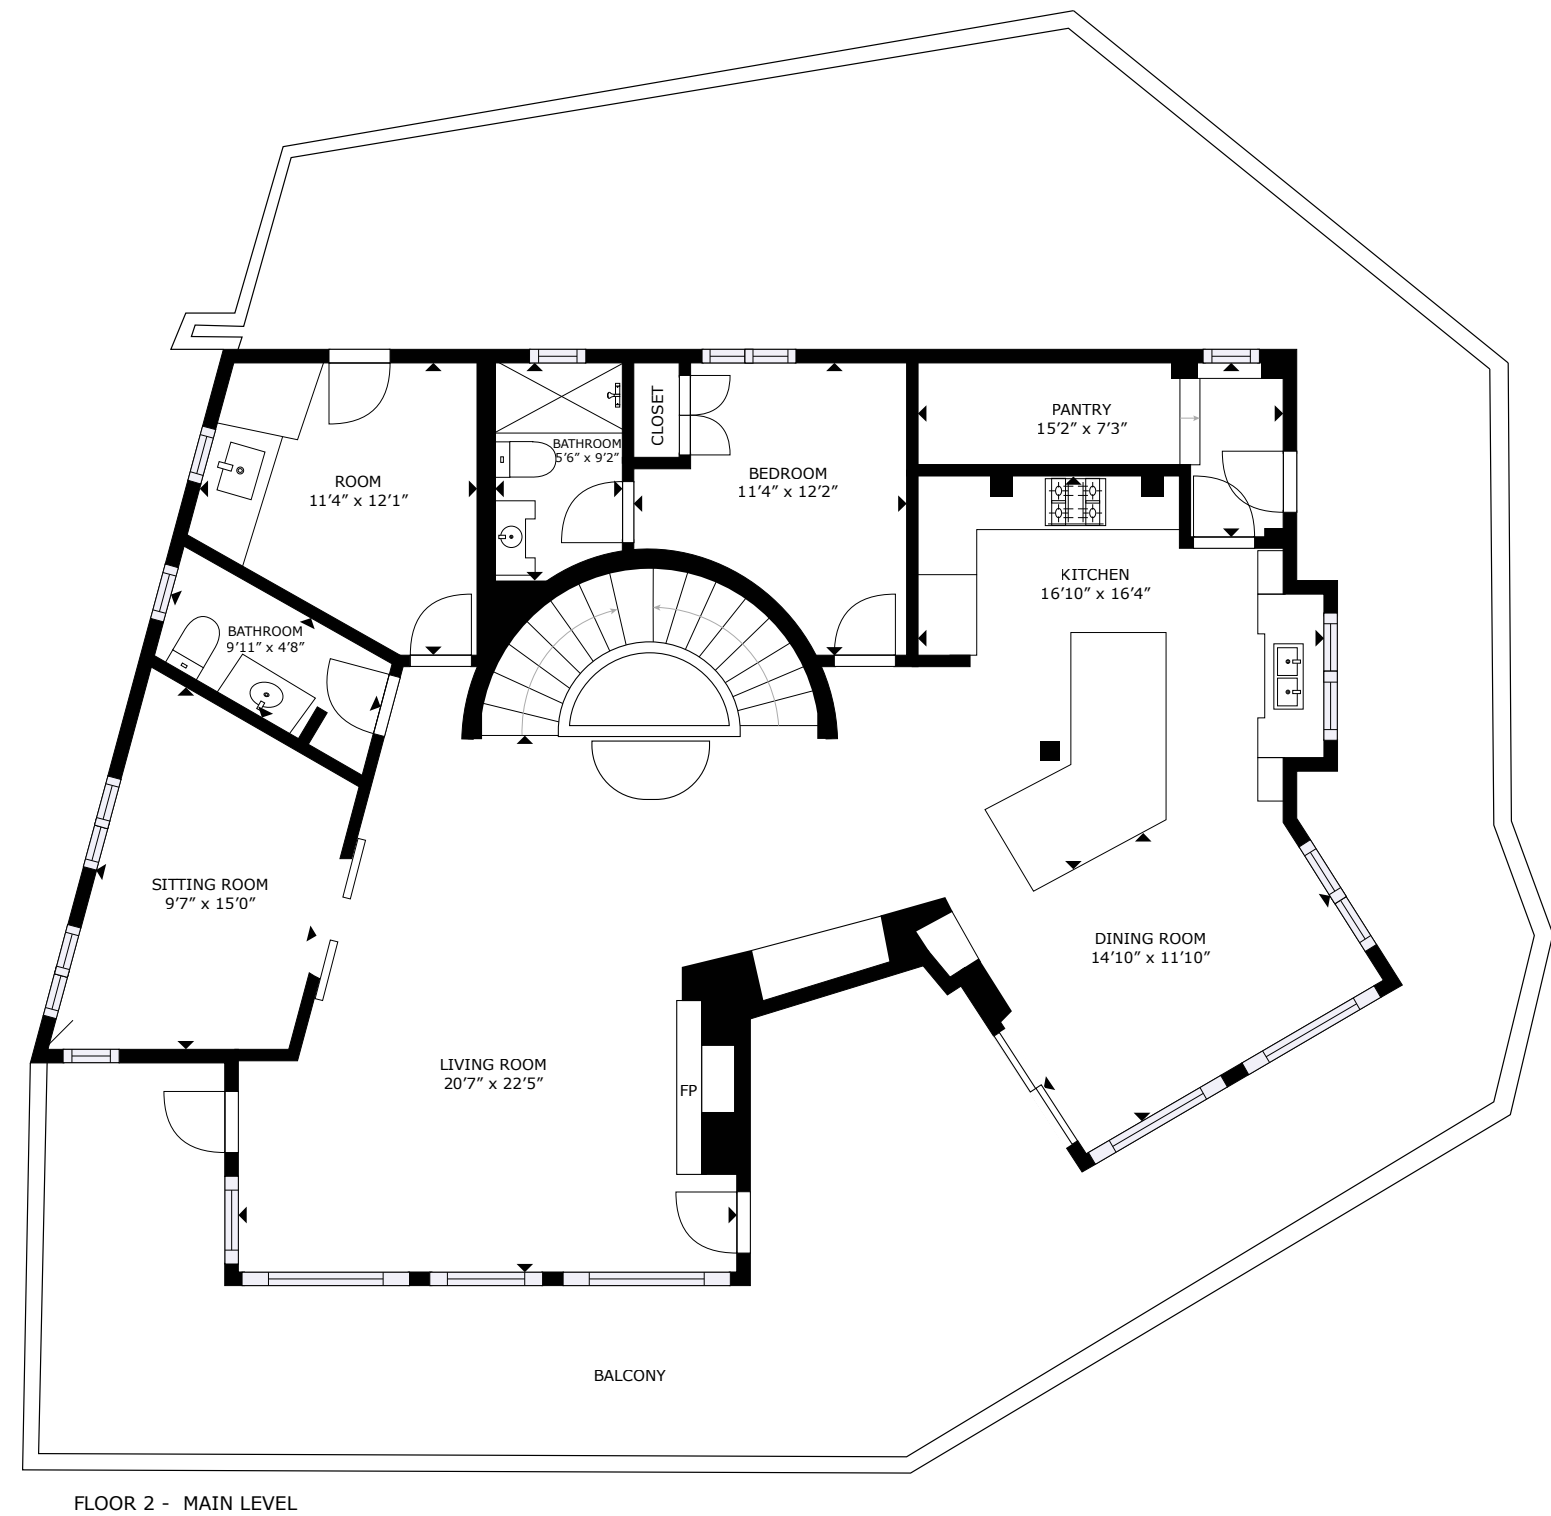 CLOSET
PANTRY
15’2” x 7’3”
BATHROOM
5’6” x 9’2”
ROOM
11’4” x 12’1”
BEDROOM
11’4” x 12’2”
KITCHEN
16’10” x 16’4”
BATHROOM
9’11” x 4’8”
SITTING ROOM
9’7” x 15’0”
DINING ROOM
14’10” x 11’10”
LIVING ROOM
20’7” x 22’5”
FP
BALCONY
FLOOR 2 - MAIN LEVEL